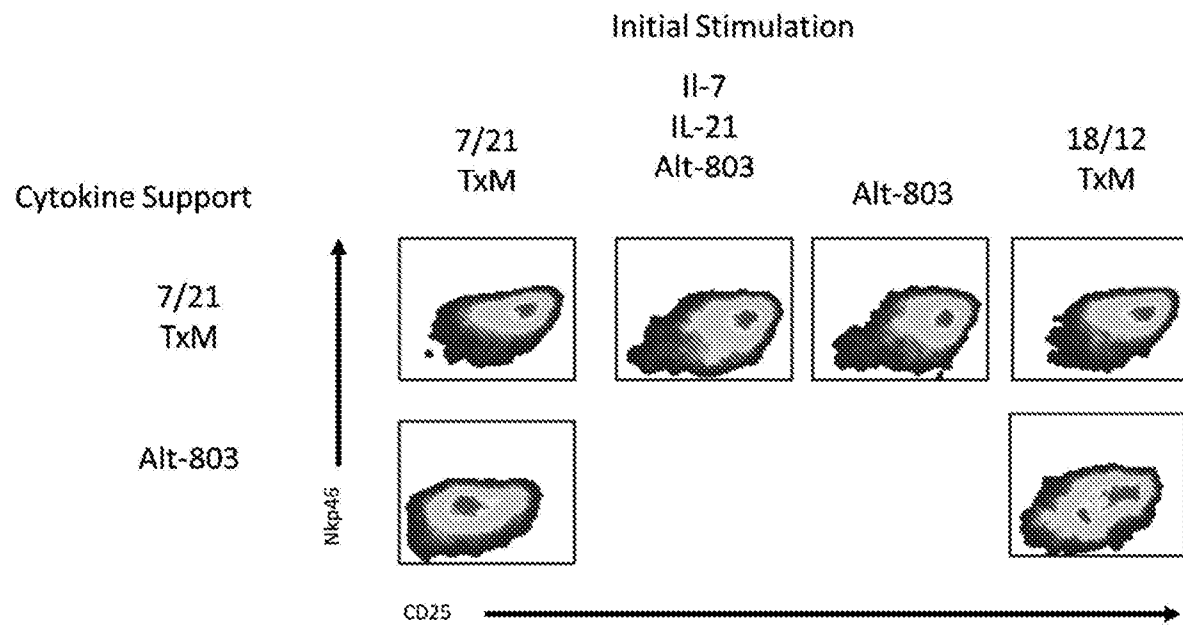 Initial Stimulation
Il-7
IL-21
Alt-803
7/21
TxM
Alt-803
18/12
TxM
Cytokine Support
7/21
TxM
Alt-803
Nkp46
CD25